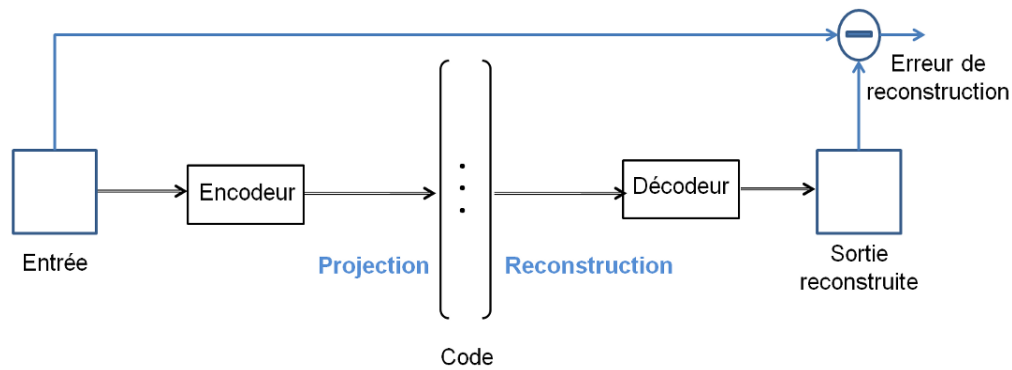 Erreur de
reconstruction
Encodeur
Décodeur
Entrée
Projection
Reconstruction
Sortie
reconstruite
Code